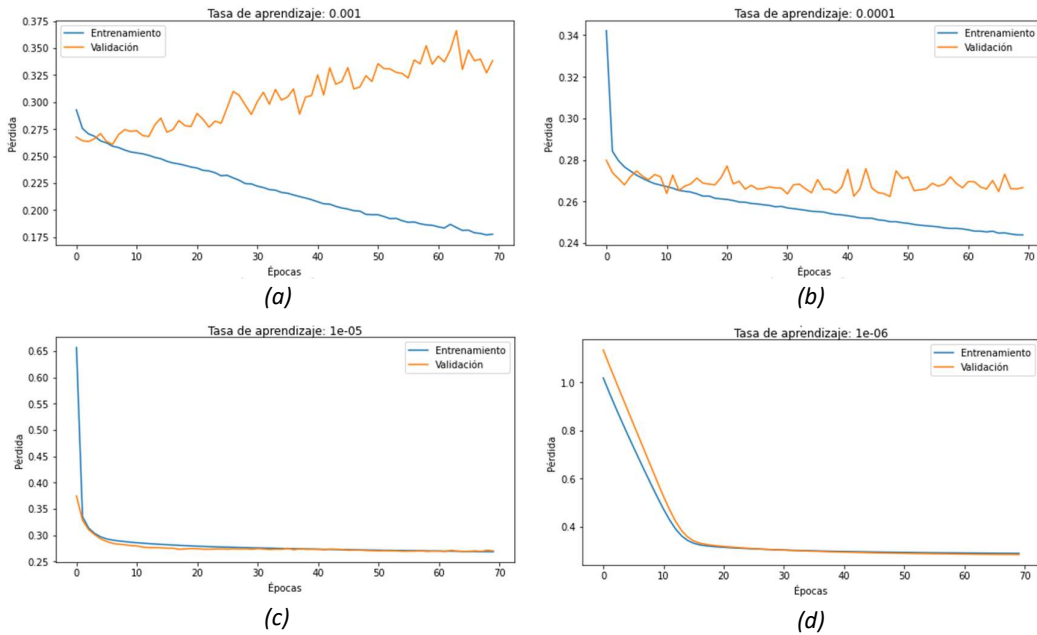 Tasa de aprendizaje: 0.001
0.375
0.350
0.325
0.300
0.275
0.250
0.225
0.200
0.175
Pérdida
Entrenamiento
Validación
0 10 20 30 40 50 60 70
Épocas
(a)
Tasa de aprendizaje: 0.0001
0.34
0.32
0.30
0.28
0.26
0.24
Pérdida
Entrenamiento
Validación
0 10 20 30 40 50 60 70
Épocas
(b)
Tasa de aprendizaje: 1e-05
0.65
0.60
0.55
0.50
0.45
0.40
0.35
0.30
0.25
Pérdida
Entrenamiento
Validación
0 10 20 30 40 50 60 70
Épocas
(c)
Tasa de aprendizaje: 1e-06
1.0
0.8
0.6
0.4
Pérdida
Entrenamiento
Validación
0 10 20 30 40 50 60 70
Épocas
(d)